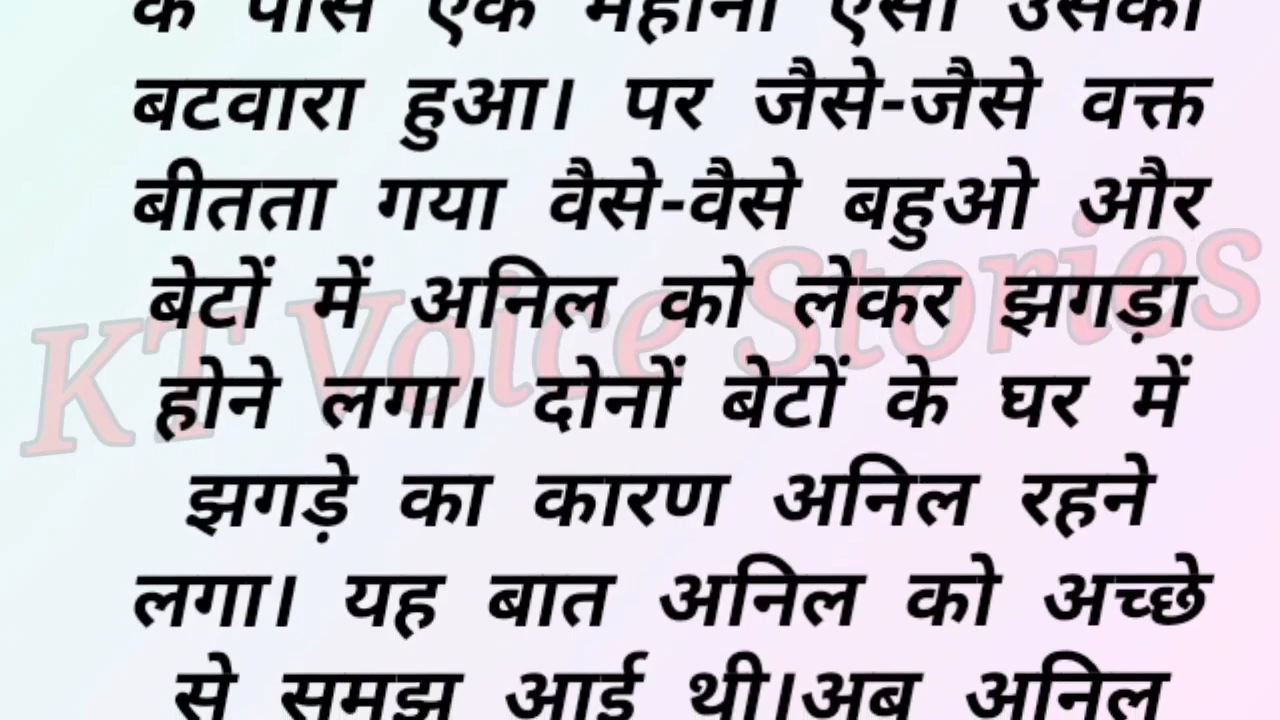 के पास एक महीना ऐसा उसका
बटवारा हुआ। पर जैसे-जैसे वक्त
बीतता गया वैसे-वैसे बहुओ और
बेटों में अनिल को लेकर झगड़ा
होने लगा। दोनों बेटों के घर में
झगड़े का कारण अनिल रहने
लगा। यह बात अनिल को अच्छे
से समझ आई थी।अब अनिल
KT Voice Stories